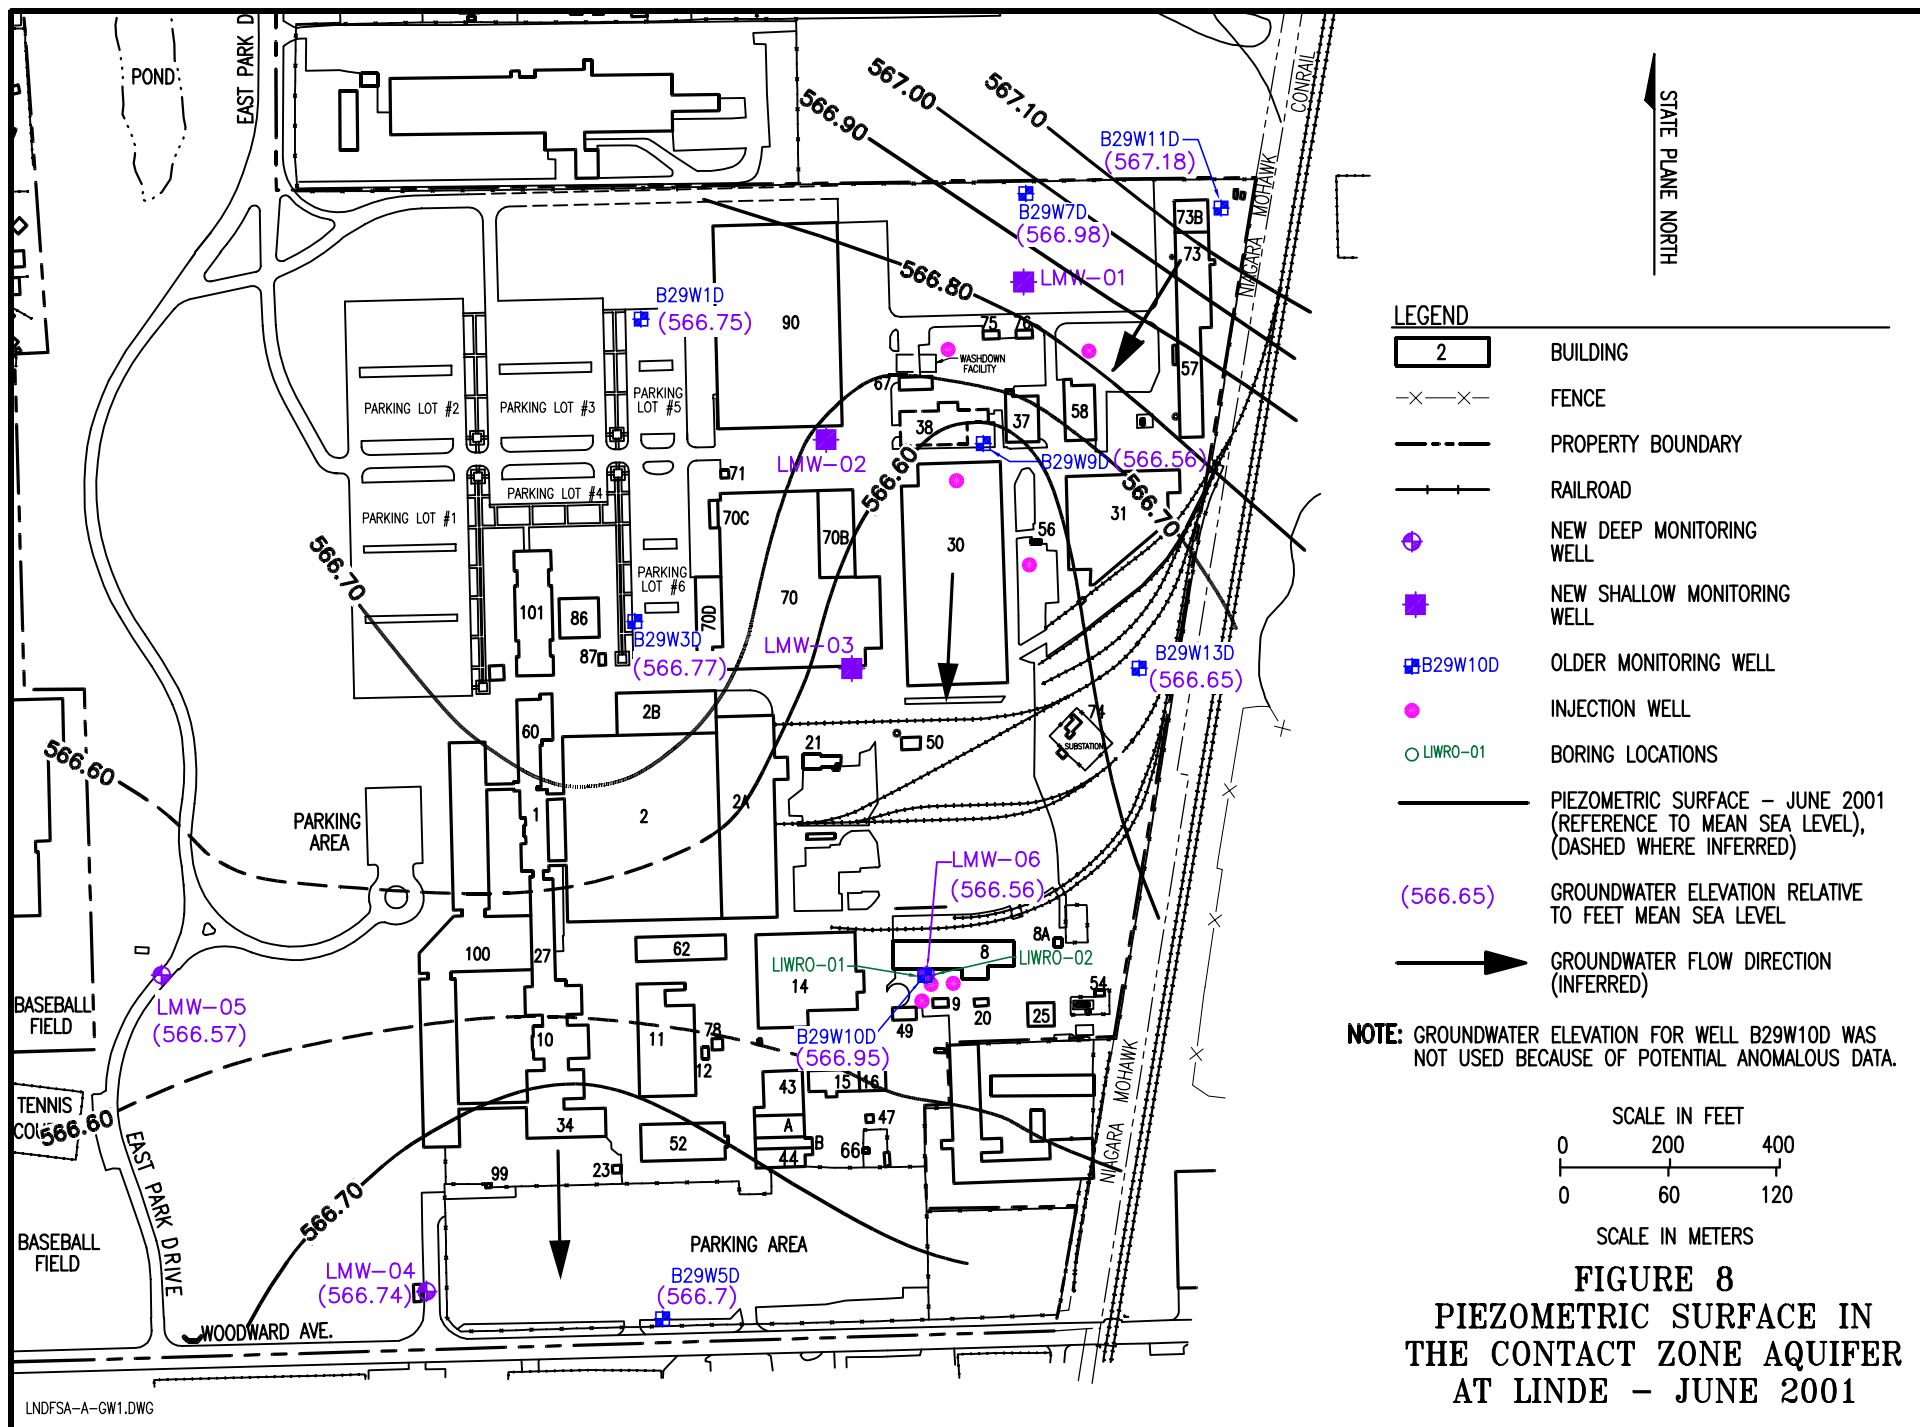 POND
EAST PARK D
CONRAIL
STATE PLANE NORTH
567.00
567.10
566.90
B29W11D
(567.18)
NIAGARA MOHAWK
B29W7D
(566.98)
73B
73
566.80
LMW-01
B29W1D
(566.75)
90
75
76
WASHDOWN
FACILITY
67
57
58
37
38
PARKING LOT #2
PARKING LOT #3
PARKING
LOT #5
LMW-02
71
B29W9D
(566.56)
566.60
566.70
PARKING LOT #4
PARKING LOT #1
70C
70B
30
56
31
566.70
PARKING
LOT #6
101
86
87
70D
70
B29W3D
(566.77)
LMW-03
B29W13D
(566.65)
74
SUBSTATION
2B
60
21
50
566.60
1
2
2A
PARKING
AREA
LMW-06
(566.56)
8A
8
62
100
27
14
LIWRO-01
LIWRO-02
54
LMW-05
(566.57)
BASEBALL
FIELD
9
20
25
49
10
11
78
12
B29W10D
(566.95)
43
15
16
TENNIS
566.60
EAST PARK DRIVE
34
52
A
B
44
47
66
NIAGARA MOHAWK
99
23
566.70
BASEBALL
FIELD
PARKING AREA
LMW-04
(566.74)
B29W5D
(566.7)
WOODWARD AVE.
LNDFSA-A-GW1.DWG
LEGEND
2
BUILDING
FENCE
PROPERTY BOUNDARY
RAILROAD
NEW DEEP MONITORING
WELL
NEW SHALLOW MONITORING
WELL
B29W10D
OLDER MONITORING WELL
INJECTION WELL
LIWRO-01
BORING LOCATIONS
PIEZOMETRIC SURFACE - JUNE 2001
(REFERENCE TO MEAN SEA LEVEL),
(DASHED WHERE INFERRED)
(566.65)
GROUNDWATER ELEVATION RELATIVE
TO FEET MEAN SEA LEVEL
GROUNDWATER FLOW DIRECTION
(INFERRED)
NOTE: GROUNDWATER ELEVATION FOR WELL B29W10D WAS
NOT USED BECAUSE OF POTENTIAL ANOMALOUS DATA.
SCALE IN FEET
0 200 400
0 60 120
SCALE IN METERS
FIGURE 8
PIEZOMETRIC SURFACE IN
THE CONTACT ZONE AQUIFER
AT LINDE - JUNE 2001